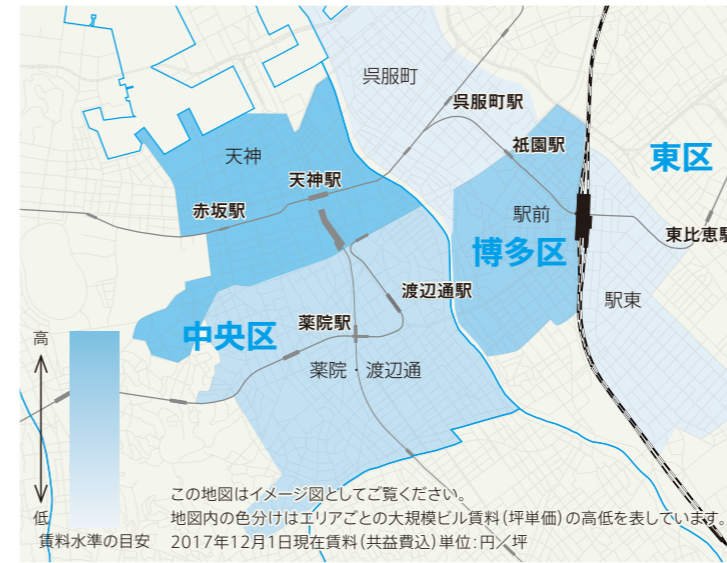 呉服町
呉服町駅
祇園駅
天神
東区
天神駅
赤坂駅
駅前
東比恵駅
博多区
渡辺通駅
駅東
薬院駅
中央区
高
薬院・渡辺通
この地図はイメージ図としてご覧ください。
低
地図内の色分けはエリアごとの大規模ビル賃料(坪単価)の高低を表しています。
賃料水準の目安
2017年12月1日現在賃料(共益費込)単位:円/坪